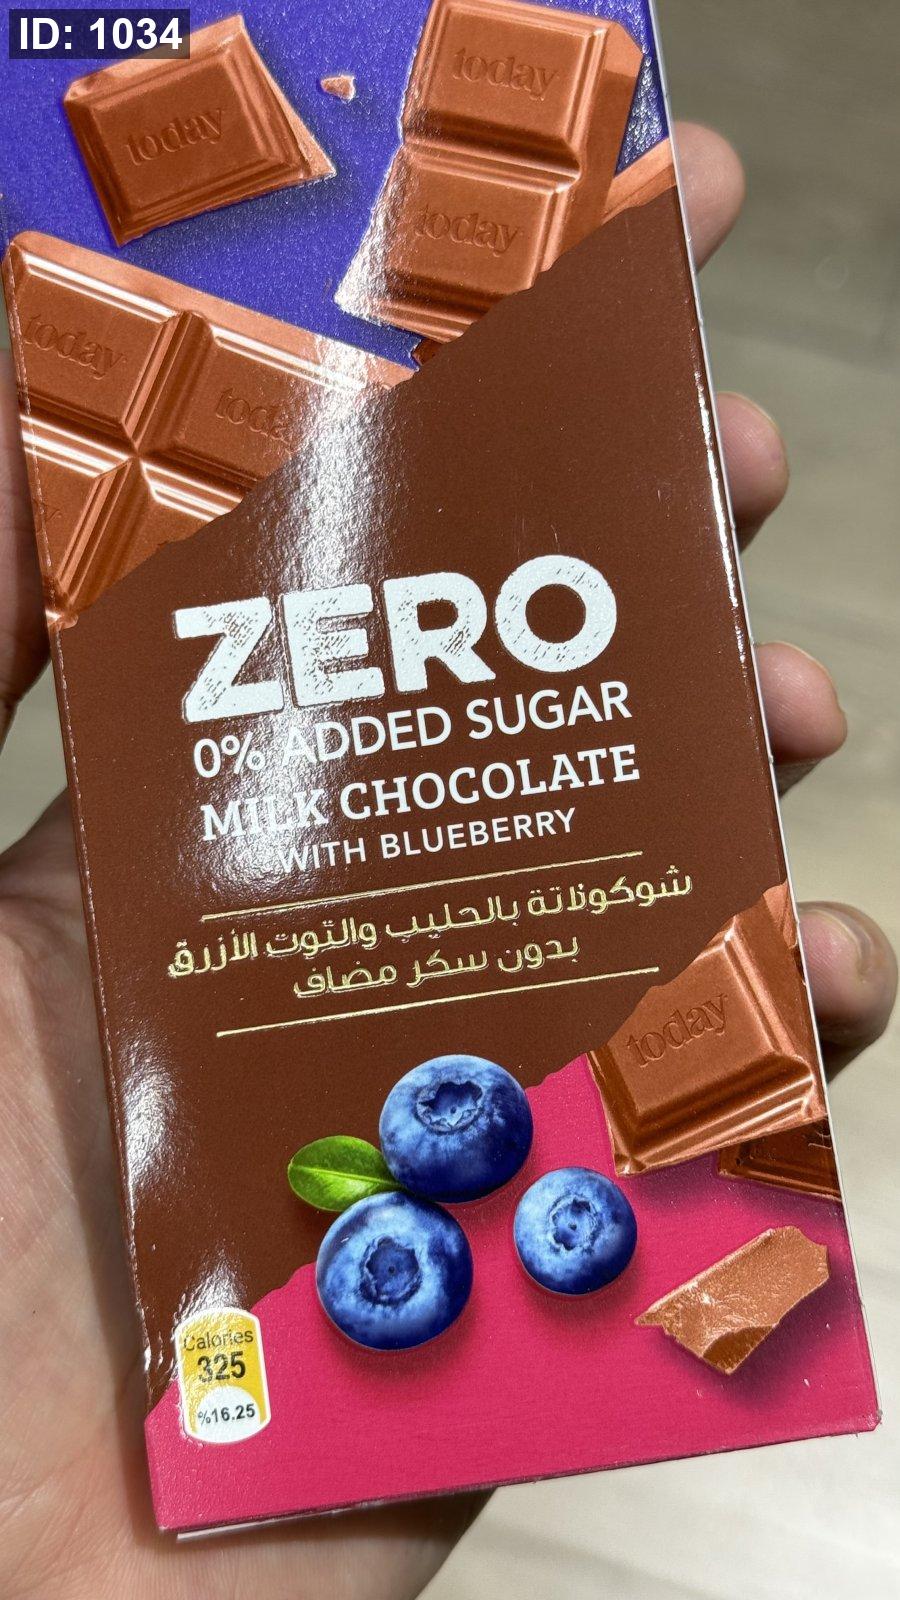 ID: 1034
today
today
today
today
today
ZERO
0% ADDED SUGAR
MILK CHOCOLATE
WITH BLUEBERRY
شوكولاتة بالحليب والتوت الأزرق
بدون سكر مضاف
today
Calories
325
%16.25